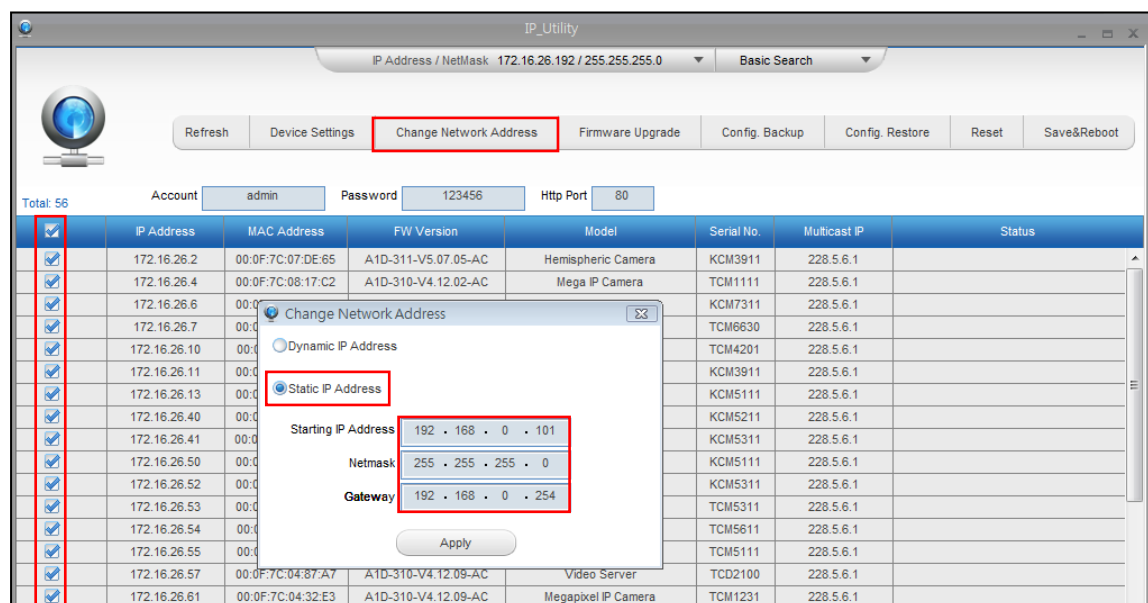 IP_Utility
IP Address / NetMask 172.16.26.192 / 255.255.255.0 Basic Search
Refresh Device Settings Change Network Address Firmware Upgrade Config. Backup Config. Restore Reset Save&Reboot
Total: 56 Account admin Password 123456 Http Port 80
IP Address MAC Address FW Version Model Serial No. Multicast IP Status
172.16.26.2 00:0F:7C:07:DE:65 A1D-311-V5.07.05-AC Hemispheric Camera KCM3911 228.5.6.1
172.16.26.4 00:0F:7C:08:17:C2 A1D-310-V4.12.02-AC Mega IP Camera TCM1111 228.5.6.1
172.16.26.6 KCM7311 228.5.6.1
172.16.26.7 TCM6630 228.5.6.1
172.16.26.10 TCM4201 228.5.6.1
172.16.26.11 KCM3911 228.5.6.1
172.16.26.13 KCM5111 228.5.6.1
172.16.26.40 KCM5211 228.5.6.1
172.16.26.41 KCM5311 228.5.6.1
172.16.26.50 KCM5111 228.5.6.1
172.16.26.52 KCM5311 228.5.6.1
172.16.26.53 TCM5311 228.5.6.1
172.16.26.54 TCM5611 228.5.6.1
172.16.26.55 TCM5111 228.5.6.1
172.16.26.57 00:0F:7C:04:87:A7 A1D-310-V4.12.09-AC Video Server TCD2100 228.5.6.1
172.16.26.61 00:0F:7C:04:32:E3 A1D-310-V4.12.09-AC Megapixel IP Camera TCM1231 228.5.6.1
Change Network Address
Dynamic IP Address
Static IP Address
Starting IP Address 192 . 168 . 0 . 101
Netmask 255 . 255 . 255 . 0
Gateway 192 . 168 . 0 . 254
Apply